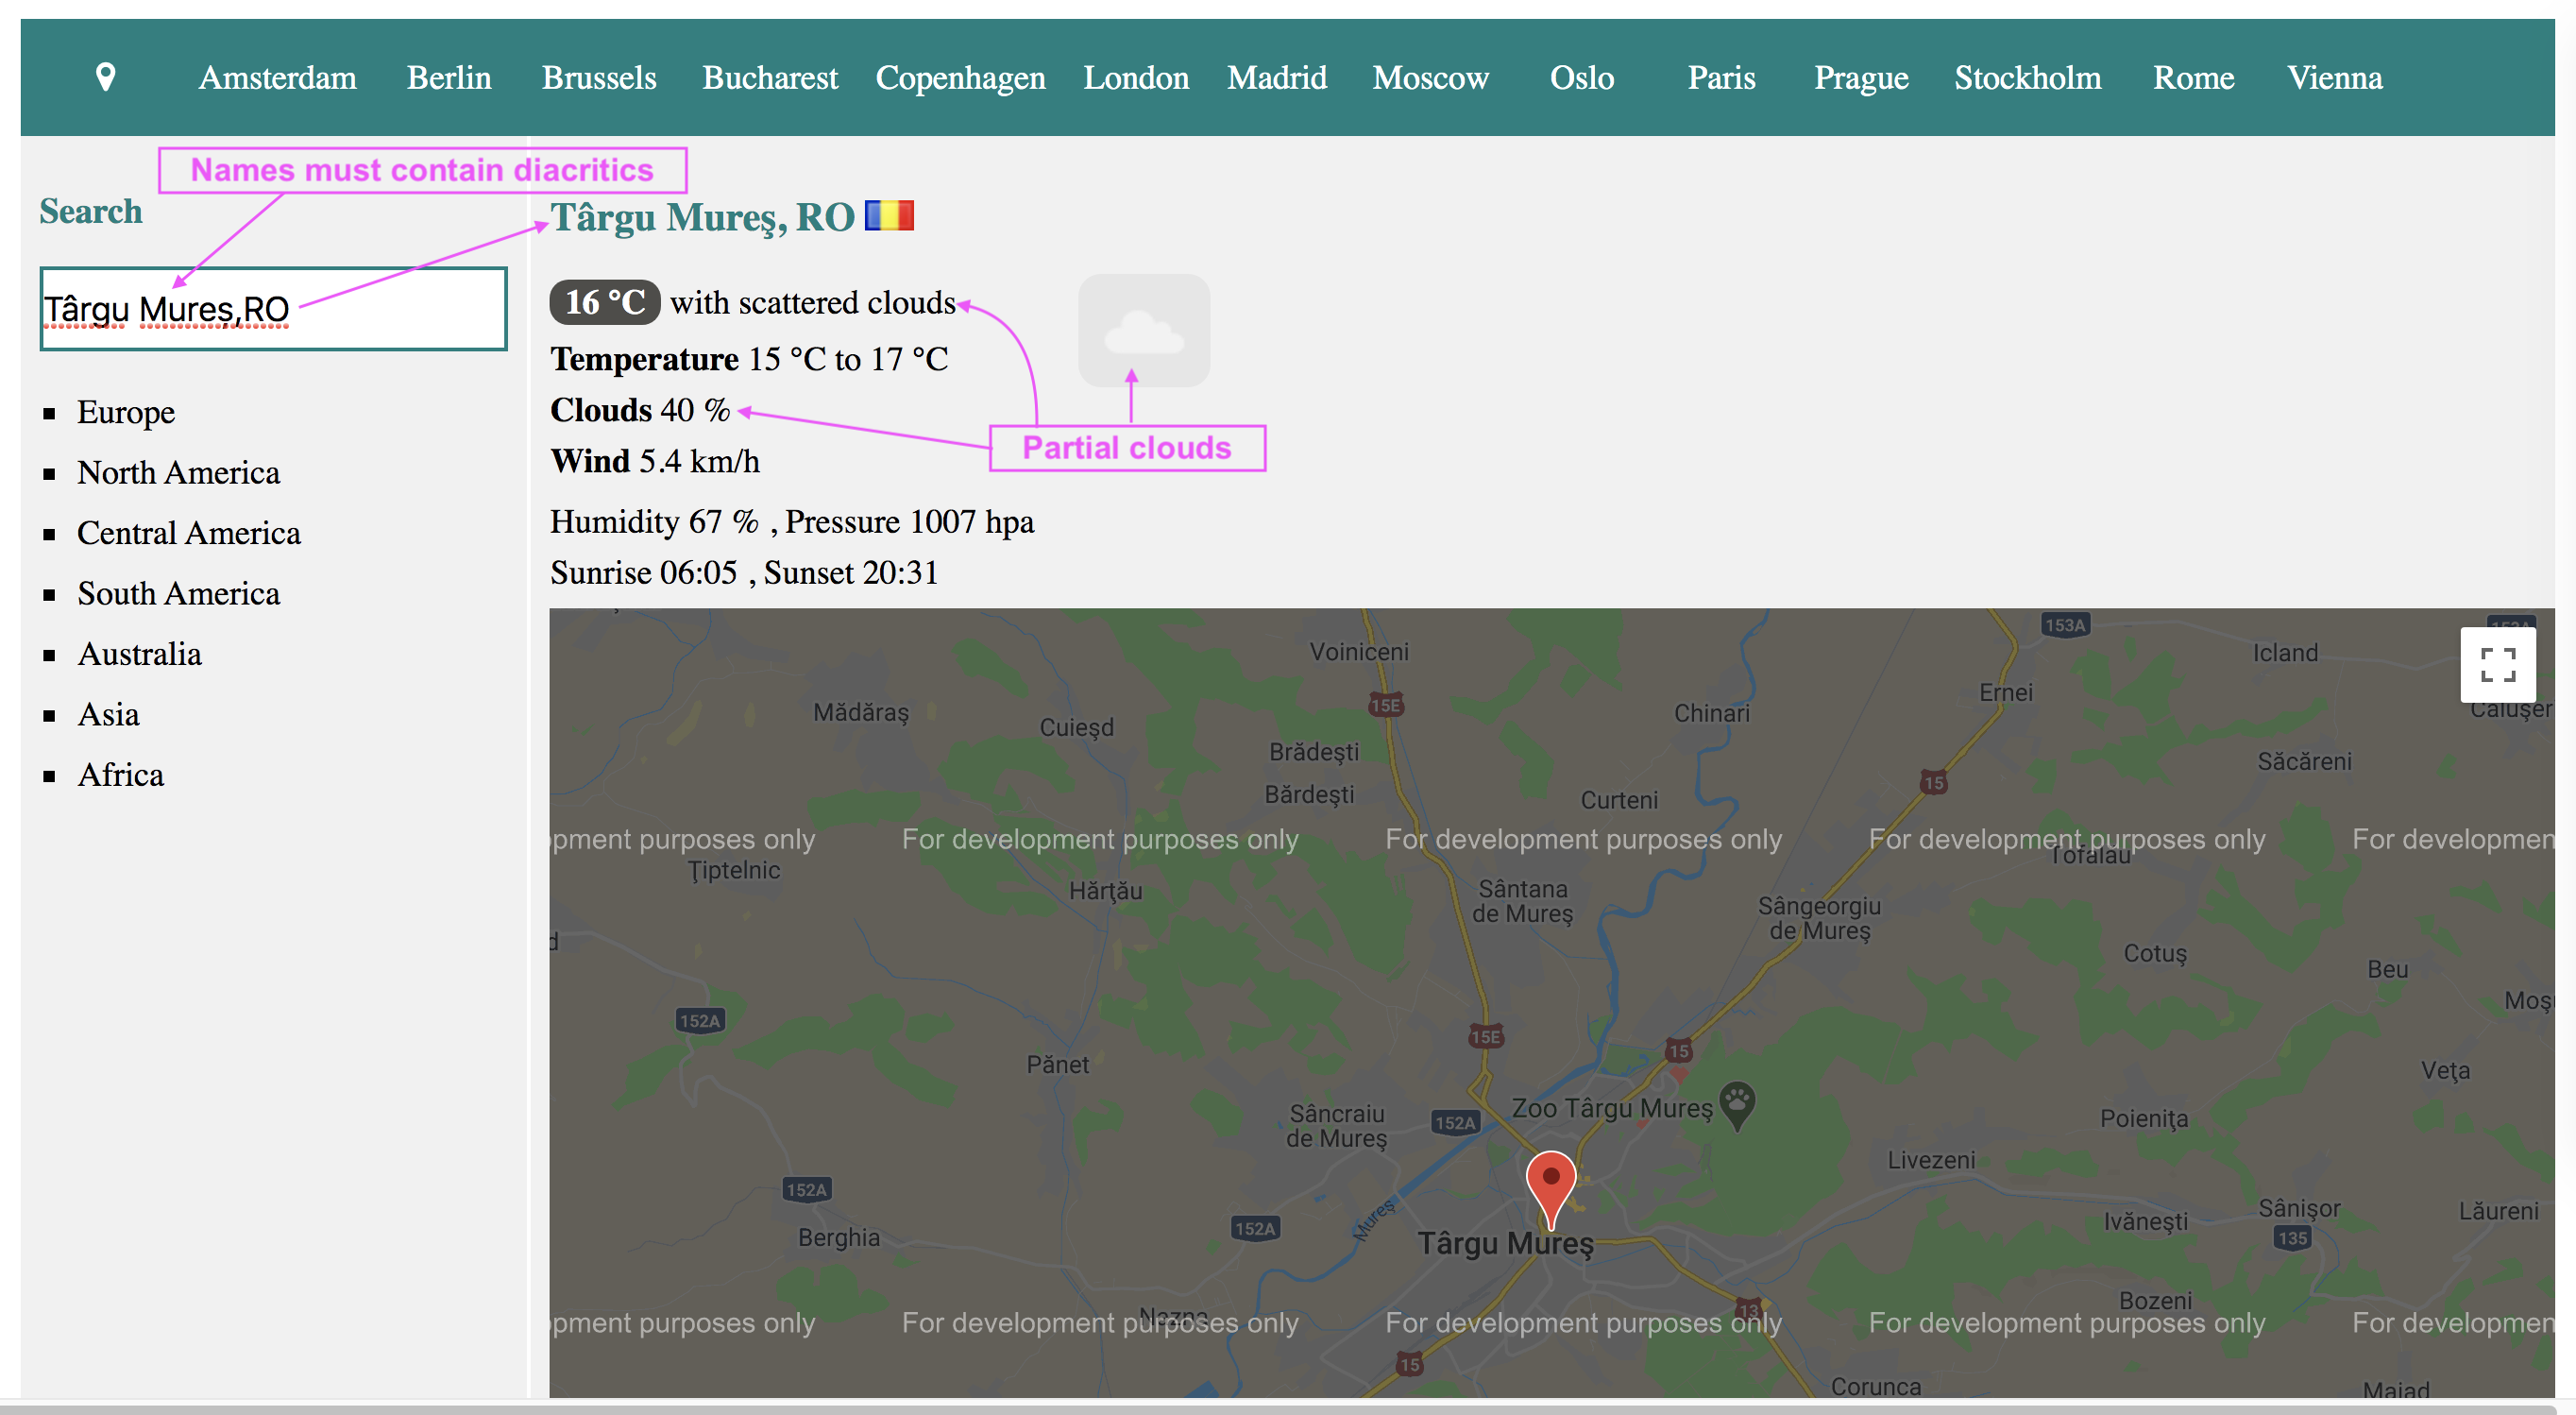 Amsterdam Berlin Brussels Bucharest Copenhagen London Madrid Moscow Oslo Paris Prague Stockholm Rome Vienna
Names must contain diacritics
Search
Târgu Mureş, RO
Târgu Mureș,RO
16 °C with scattered clouds
Temperature 15 °C to 17 °C
Clouds 40 %
Partial clouds
Wind 5.4 km/h
Humidity 67 % , Pressure 1007 hpa
Sunrise 06:05 , Sunset 20:31
Europe
North America
Central America
South America
Australia
Asia
Africa
153A
153A
Voiniceni
Icland
Ernei
15E
Mădăraş
Cuieşd
Chinari
Căluşer
Brădeşti
Săcăreni
15
Bărdeşti
Curteni
pment purposes only For development purposes only For development purposes only For development purposes only For developmen
Tofalău
Ţiptelnic
Hărţău
Sântana
de Mureş
Sângeorgiu
de Mureş
d
Cotuş
Beu
Moş
152A
15E
15
Pănet
Veţa
Zoo Târgu Mureş
Sâncraiu
de Mureş
152A
Poieniţa
Livezeni
152A
Mureş
152A
Berghia
Târgu Mureş
Ivăneşti
Sânişor
135
Lăureni
Bozeni
Nazna
13
pment purposes only For development purposes only For development purposes only For development purposes only For developmen
15
Corunca
Maiad